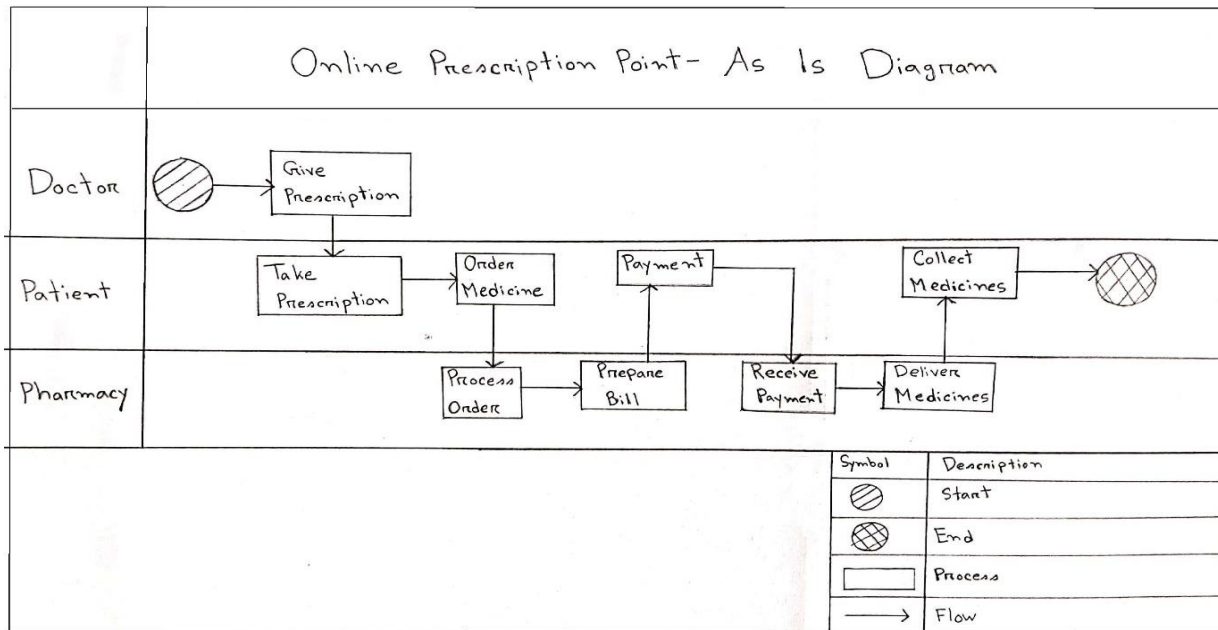 Online Prescription Point- As Is Diagram
Doctor
Give
Prescription
Patient
Take
Prescription
Order
Medicine
Payment
Collect
Medicines
Pharmacy
Process
Order
Prepare
Bill
Receive
Payment
Deliver
Medicines
Symbol
Description
Start
End
Process
Flow